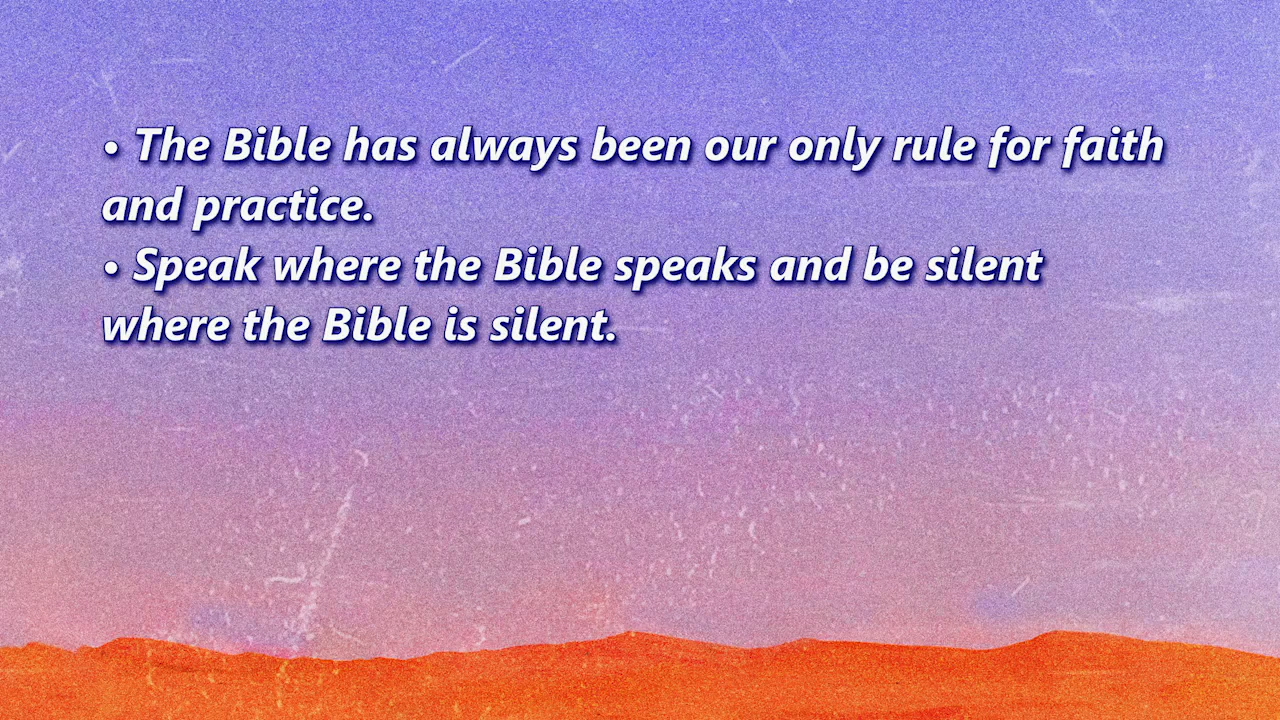 • The Bible has always been our only rule for faith
and practice.
• Speak where the Bible speaks and be silent
where the Bible is silent.